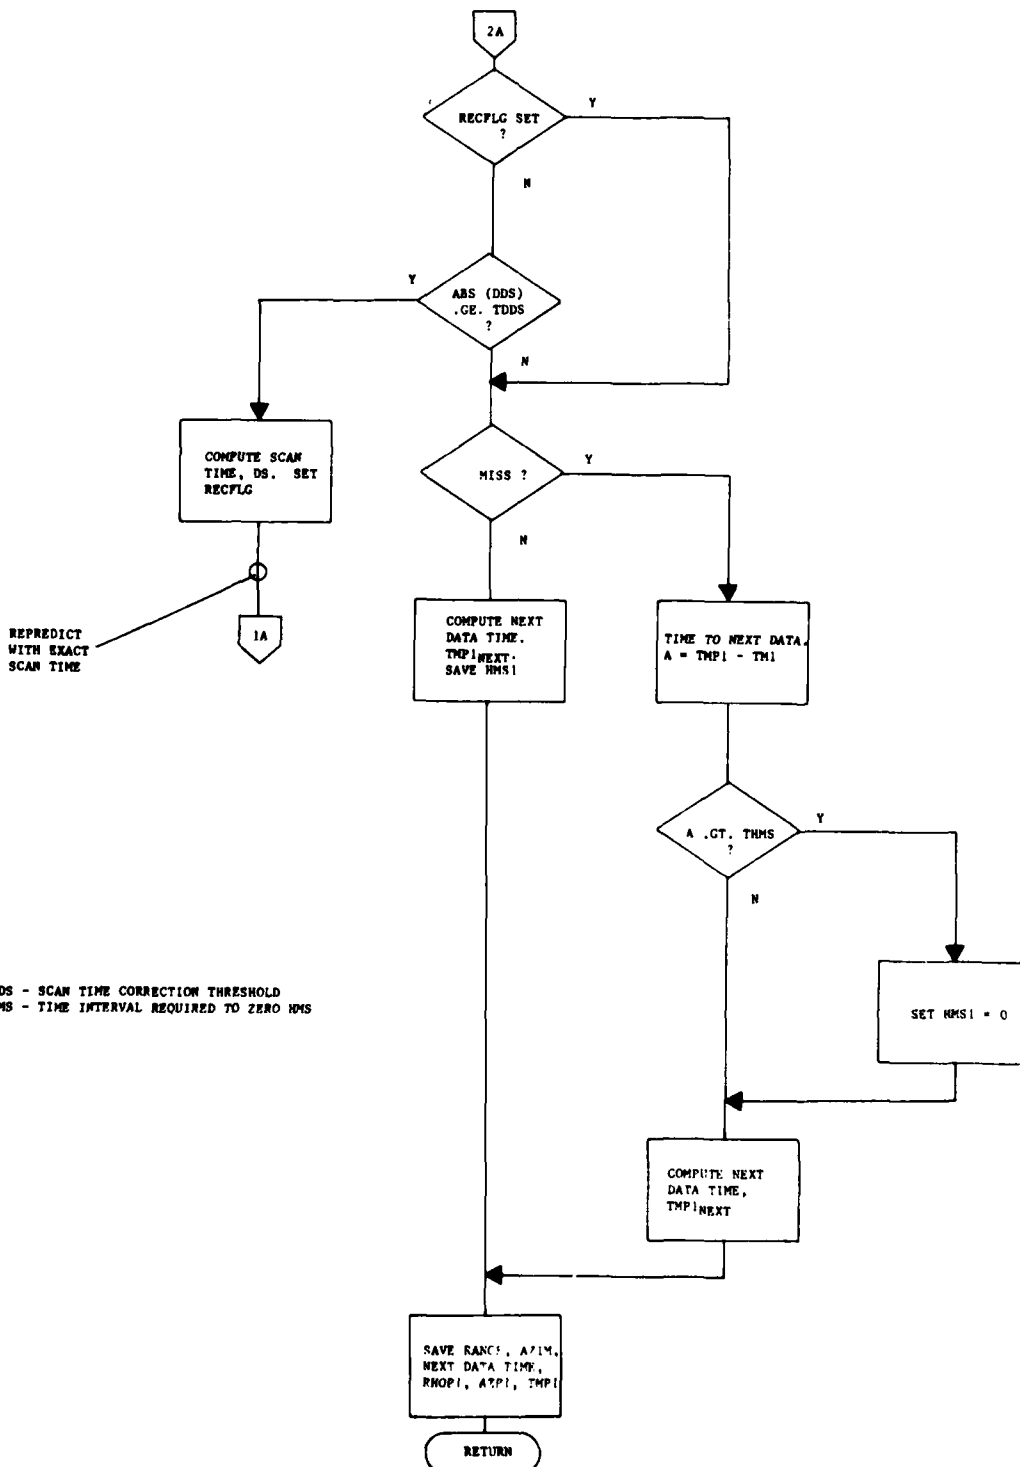 2A
RECFLG SET
?
Y
N
ABS (DDS)
.GE. TDDS
?
Y
N
COMPUTE SCAN
TIME, DS. SET
RECFLG
MISS ?
Y
N
REPREDICT
WITH EXACT
SCAN TIME
1A
COMPUTE NEXT
DATA TIME.
TMP1NEXT.
SAVE HMS1
TIME TO NEXT DATA.
A = TMP1 - TM1
A .GT. THMS
?
Y
N
DS - SCAN TIME CORRECTION THRESHOLD
MS - TIME INTERVAL REQUIRED TO ZERO HMS
SET HMS1 = 0
COMPUTE NEXT
DATA TIME,
TMP1NEXT
SAVE RANGE, AZIM,
NEXT DATA TIME,
RHOP1, AZP1, TMP1
RETURN